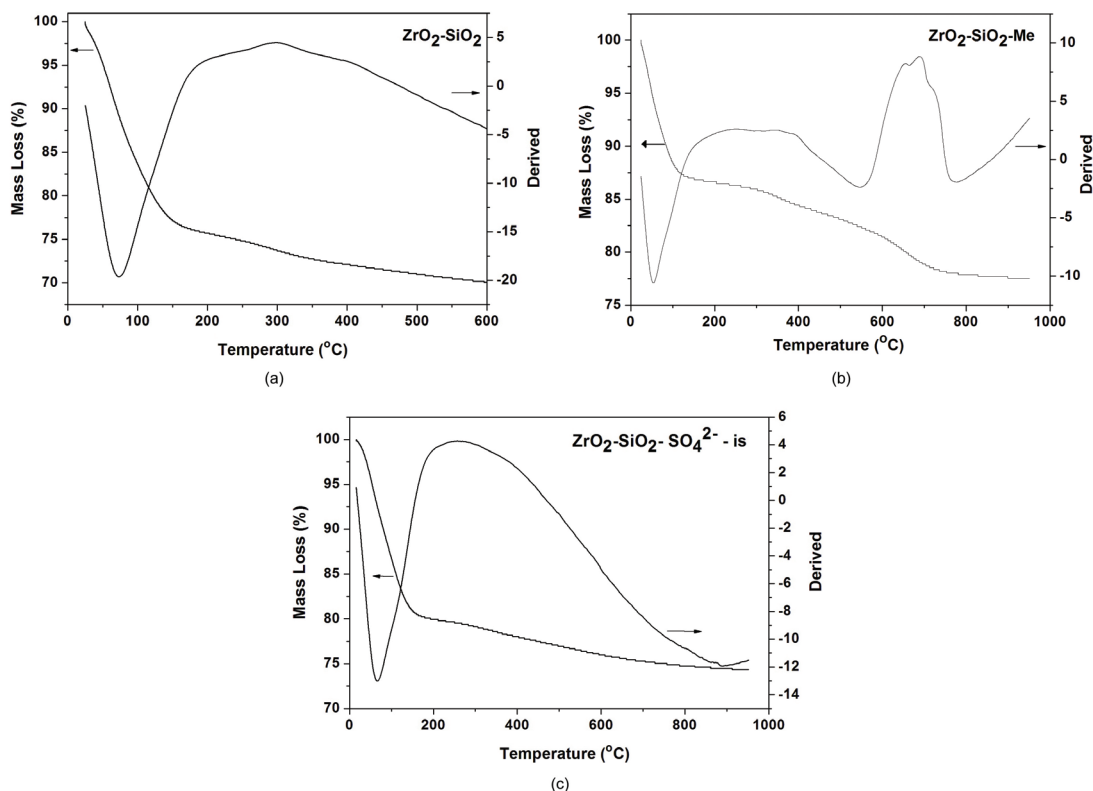 ZrO2-SiO2
Mass Loss (%)
100
95
90
85
80
75
70
5
0
-5
-10
-15
-20
Derived
0 100 200 300 400 500 600
Temperature (oC)
(a)
ZrO2-SiO2-Me
Mass Loss (%)
100
95
90
85
80
75
10
5
0
-5
-10
Derived
0 200 400 600 800 1000
Temperature (oC)
(b)
ZrO2-SiO2- SO42- - is
Mass Loss (%)
100
95
90
85
80
75
70
6
4
2
0
-2
-4
-6
-8
-10
-12
-14
Derived
0 200 400 600 800 1000
Temperature (oC)
(c)